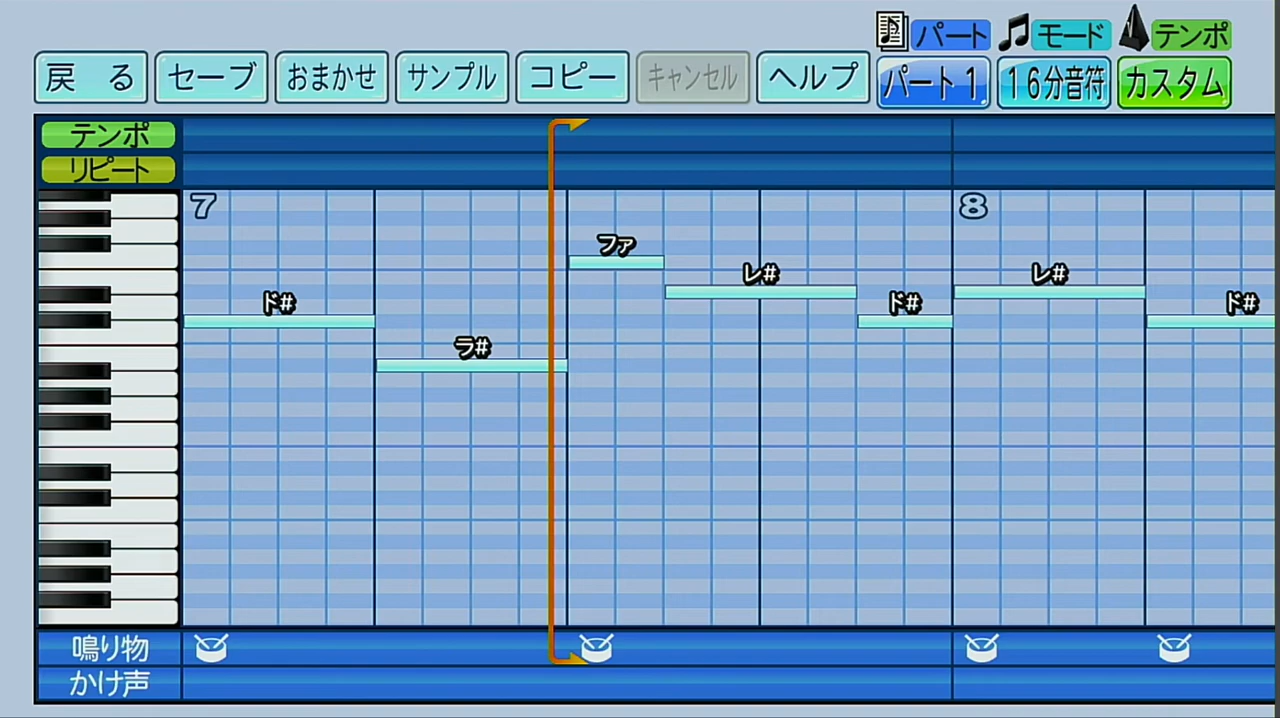 パート モード テンポ
戻る セーブ おまかせ サンプル コピー キャンセル ヘルプ パート1 16分音符 カスタム
テンポ
リピート
7 8
ファ
レ# レ#
ド# ド# ド#
ラ#
鳴り物
かけ声